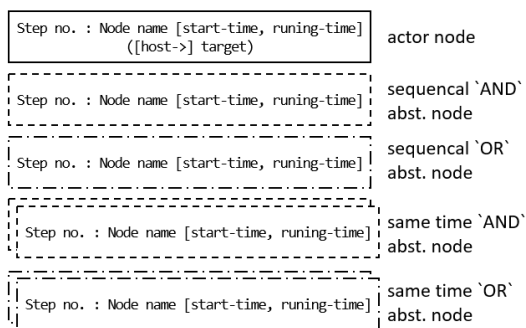 Step no. : Node name [start-time, runing-time]
([host->] target)
actor node
Step no. : Node name [start-time, runing-time]
sequencal `AND`
abst. node
Step no. : Node name [start-time, runing-time]
sequencal `OR`
abst. node
Step no. : Node name [start-time, runing-time]
same time `AND`
abst. node
Step no. : Node name [start-time, runing-time]
same time `OR`
abst. node